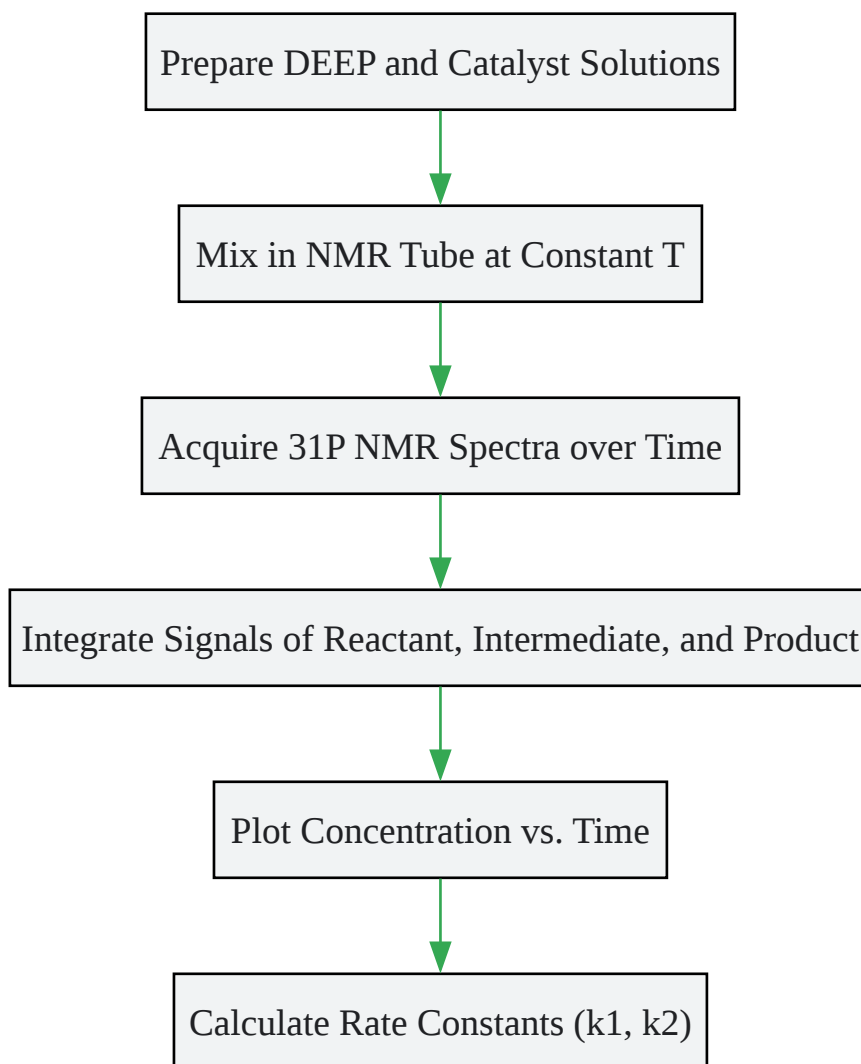 Prepare DEEP and Catalyst Solutions
Mix in NMR Tube at Constant T
Acquire 31P NMR Spectra over Time
Integrate Signals of Reactant, Intermediate, and Product
Plot Concentration vs. Time
Calculate Rate Constants (k1, k2)